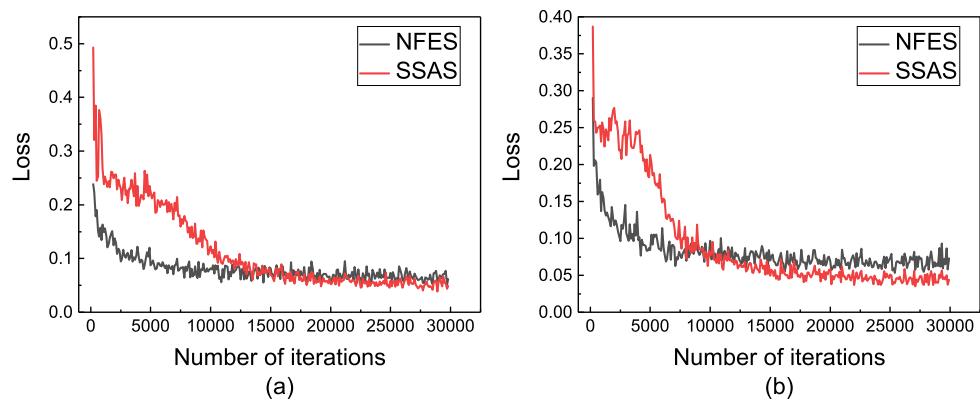 0.5
0.4
0.3
0.2
0.1
0.0
Loss
NFES
SSAS
0 5000 10000 15000 20000 25000 30000
Number of iterations
(a)
0.40
0.35
0.30
0.25
0.20
0.15
0.10
0.05
0.00
Loss
NFES
SSAS
0 5000 10000 15000 20000 25000 30000
Number of iterations
(b)